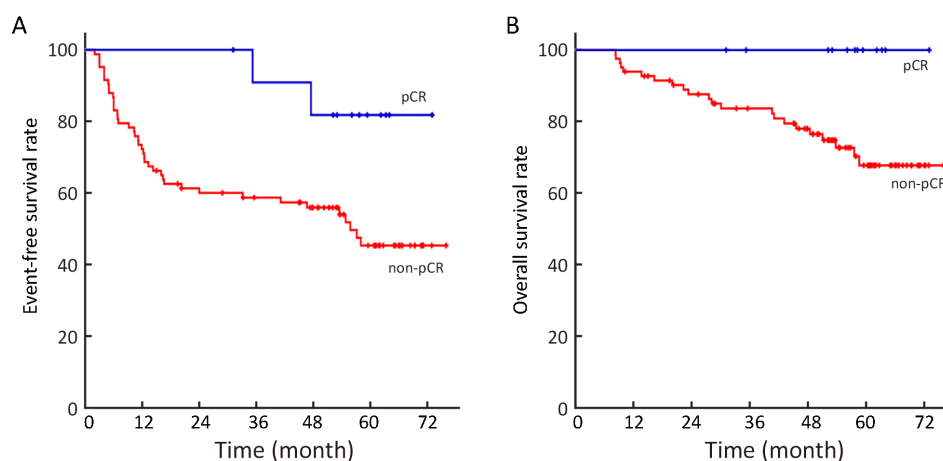 A
B
Event-free survival rate
100
80
60
40
20
0
pCR
non-pCR
0 12 24 36 48 60 72
Time (month)
Overall survival rate
100
80
60
40
20
0
pCR
non-pCR
0 12 24 36 48 60 72
Time (month)